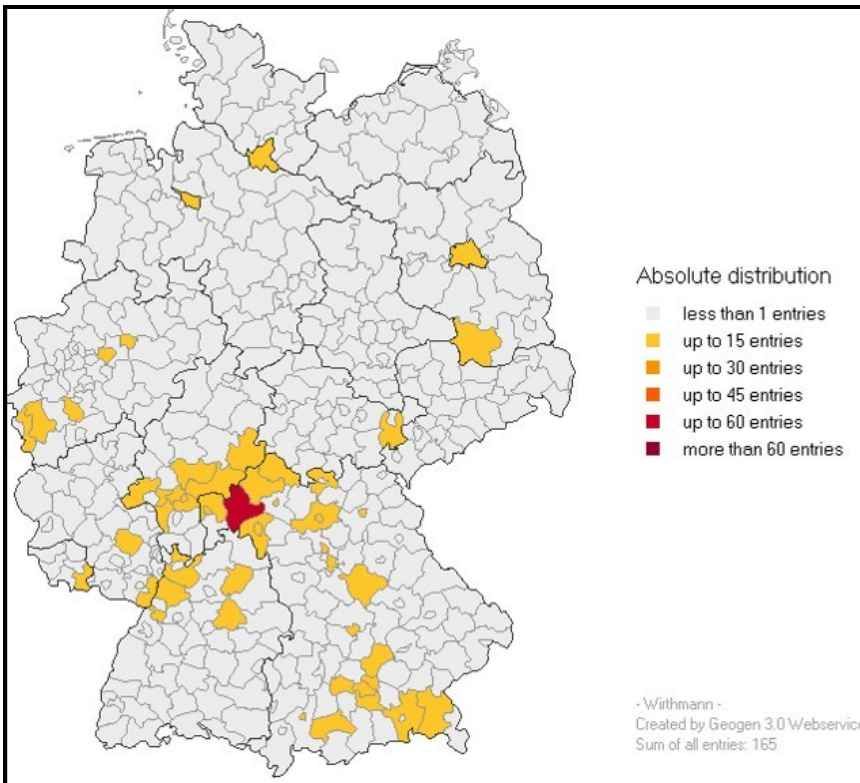 Absolute distribution
less than 1 entries
up to 15 entries
up to 30 entries
up to 45 entries
up to 60 entries
more than 60 entries
- Wirthmann -
Created by Geogen 3.0 Webservice
Sum of all entries: 165